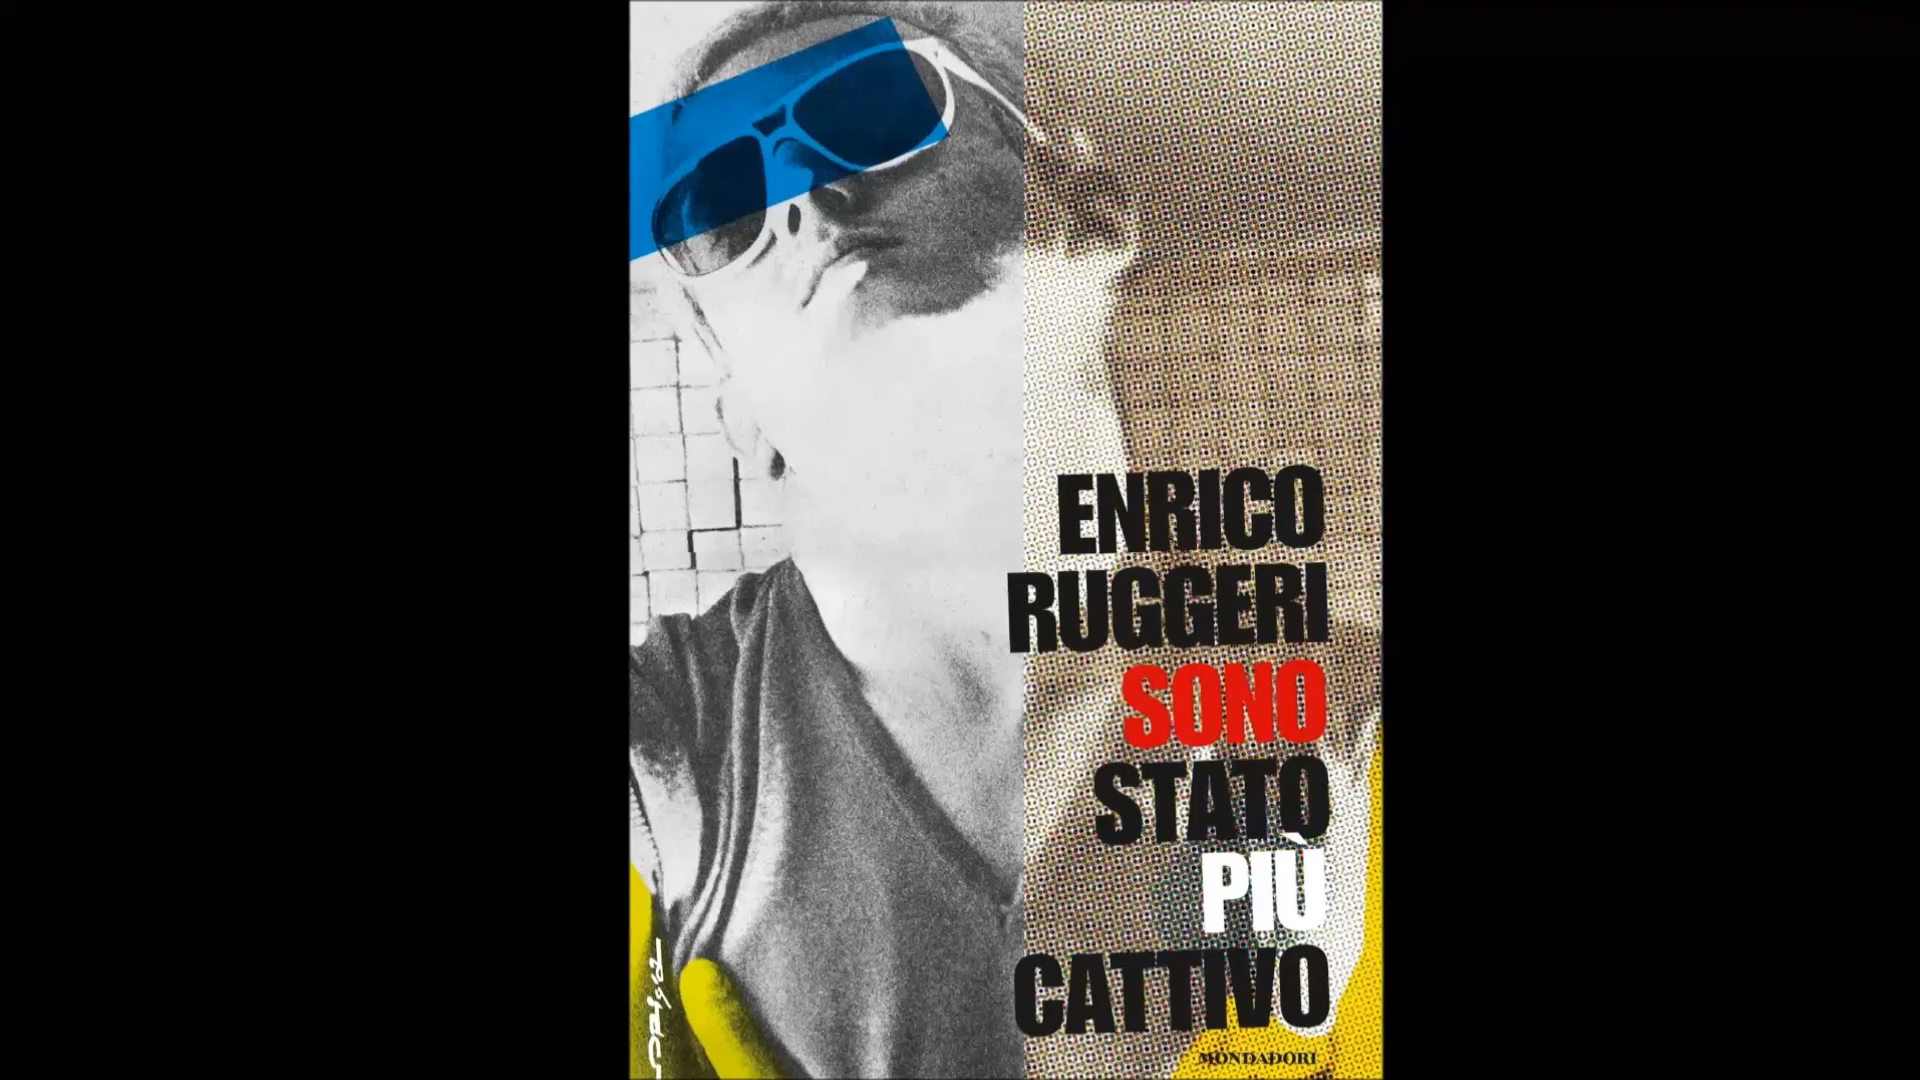 ENRICO
RUGGERI
SONO
STATO
PIÙ
CATTIVO
MONDADORI